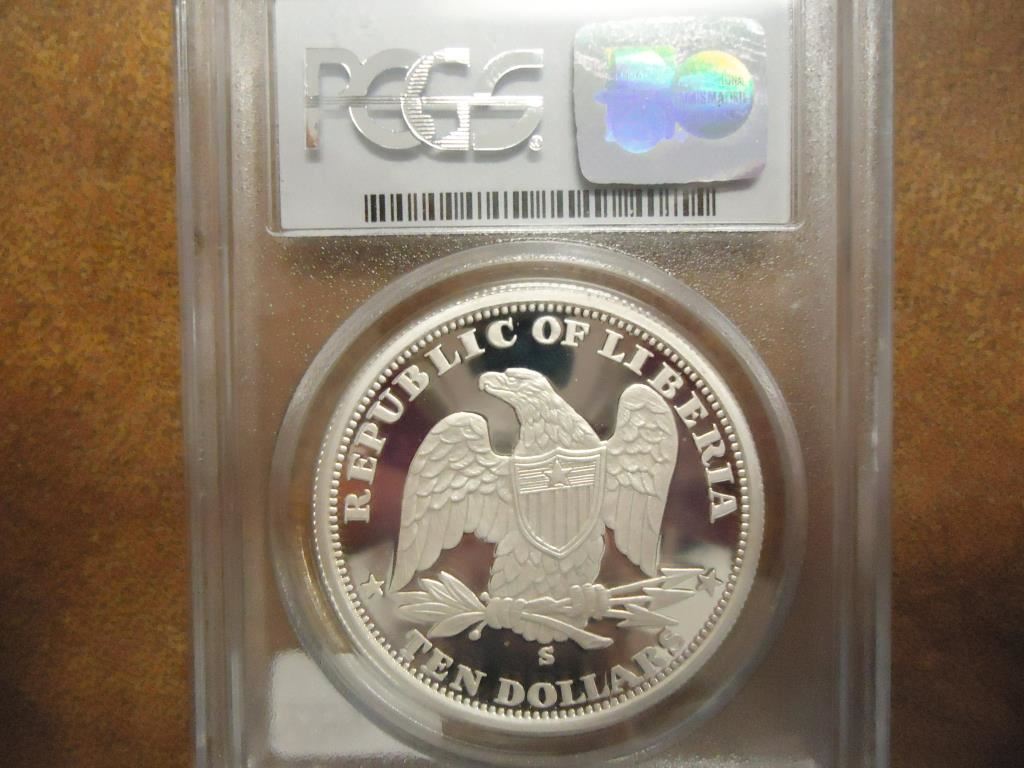 PCGS®
REPUBLIC OF LIBERIA
S
TEN DOLLARS